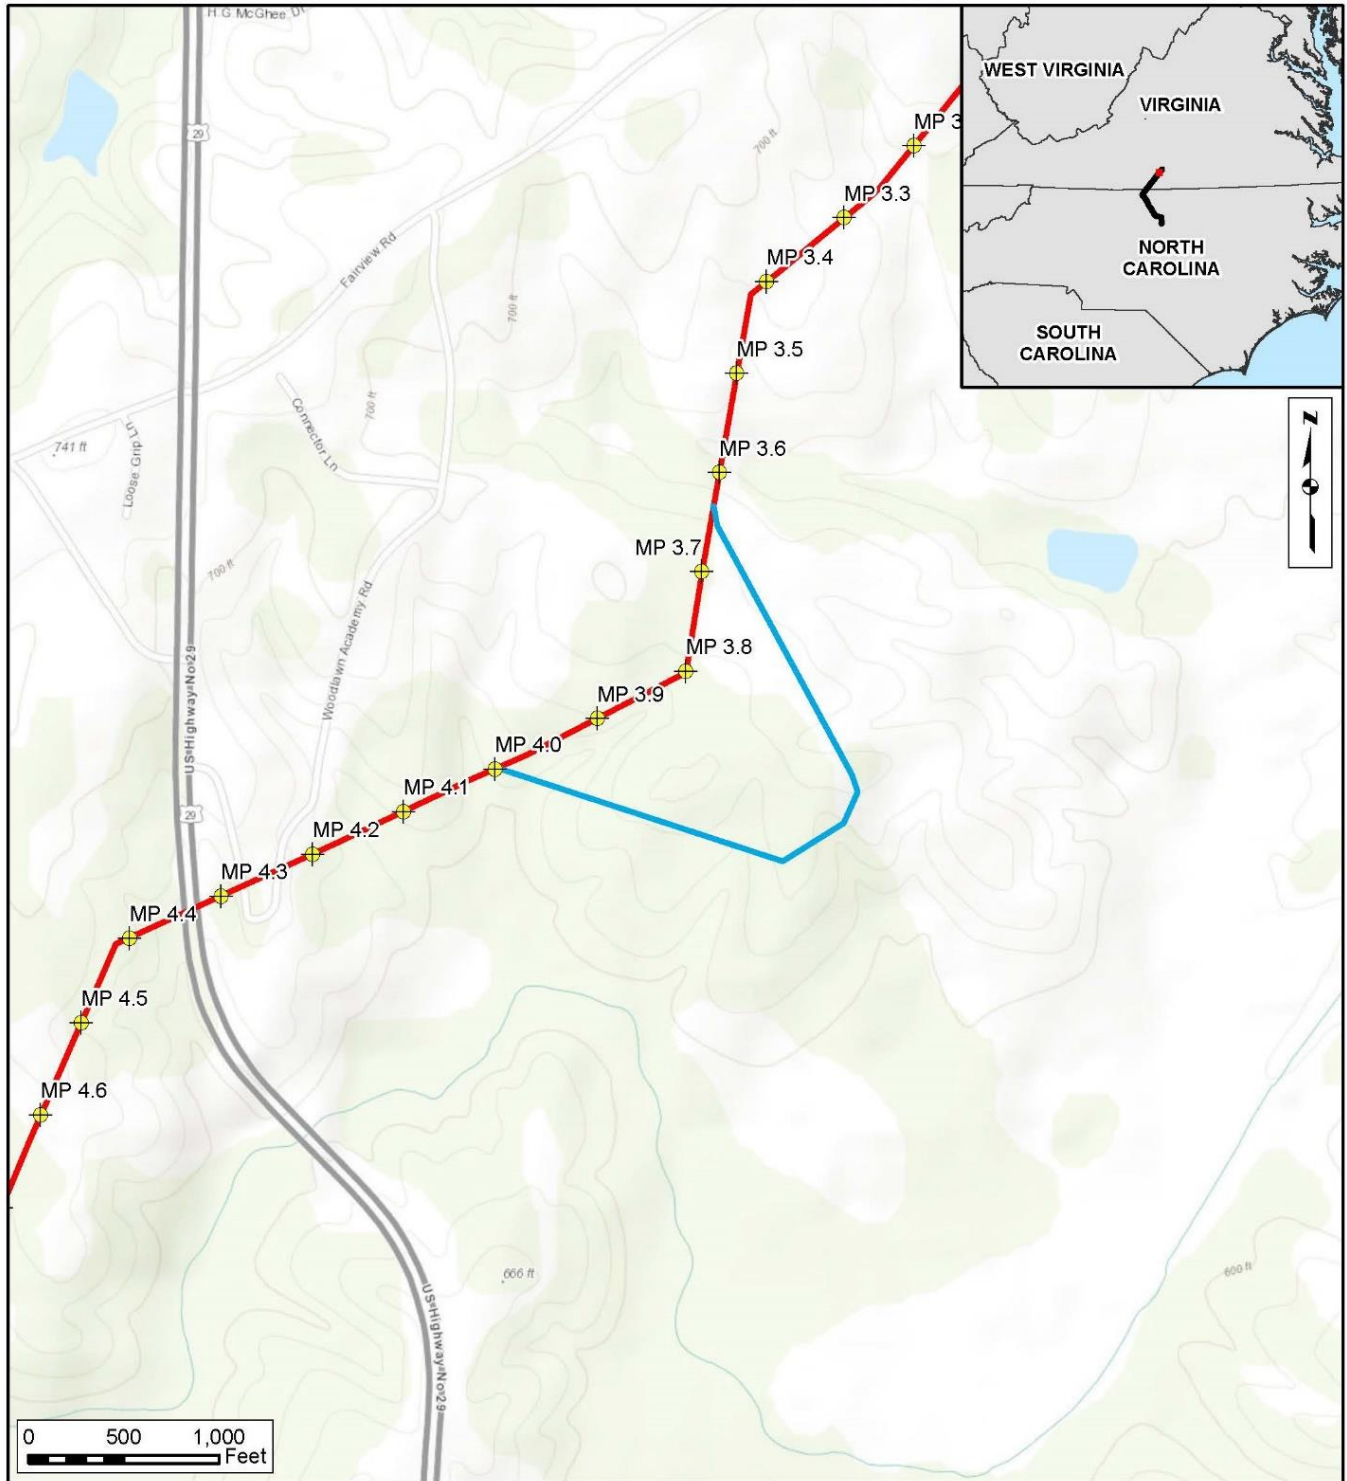 H.G McGhee Dr
WEST VIRGINIA
VIRGINIA
29
700 ft
MP 3
MP 3.3
NORTH
CAROLINA
Fairview Rd
MP 3.4
700 ft
SOUTH
CAROLINA
MP 3.5
700 ft
Connector Ln
741 ft
Loose Grip Ln
MP 3.6
N
MP 3.7
700 ft
Woodlawn Academy Rd
MP 3.8
US Highway No 29
MP 3.9
MP 4.0
MP 4.1
29
MP 4.2
MP 4.3
MP 4.4
MP 4.5
MP 4.6
666 ft
600 ft
US Highway No 29
0 500 1,000
Feet